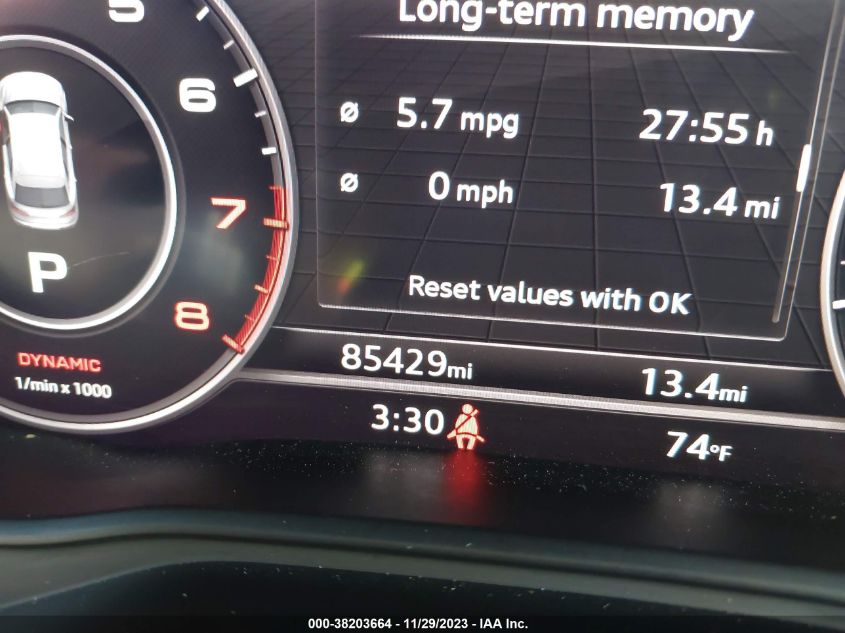 5
6
7
8
P
DYNAMIC
1/min x 1000
Long-term memory
Ø 5.7 mpg 27:55 h
Ø 0 mph 13.4 mi
Reset values with OK
85429mi 13.4mi
3:30 74°F
000-38203664 - 11/29/2023 - IAA Inc.